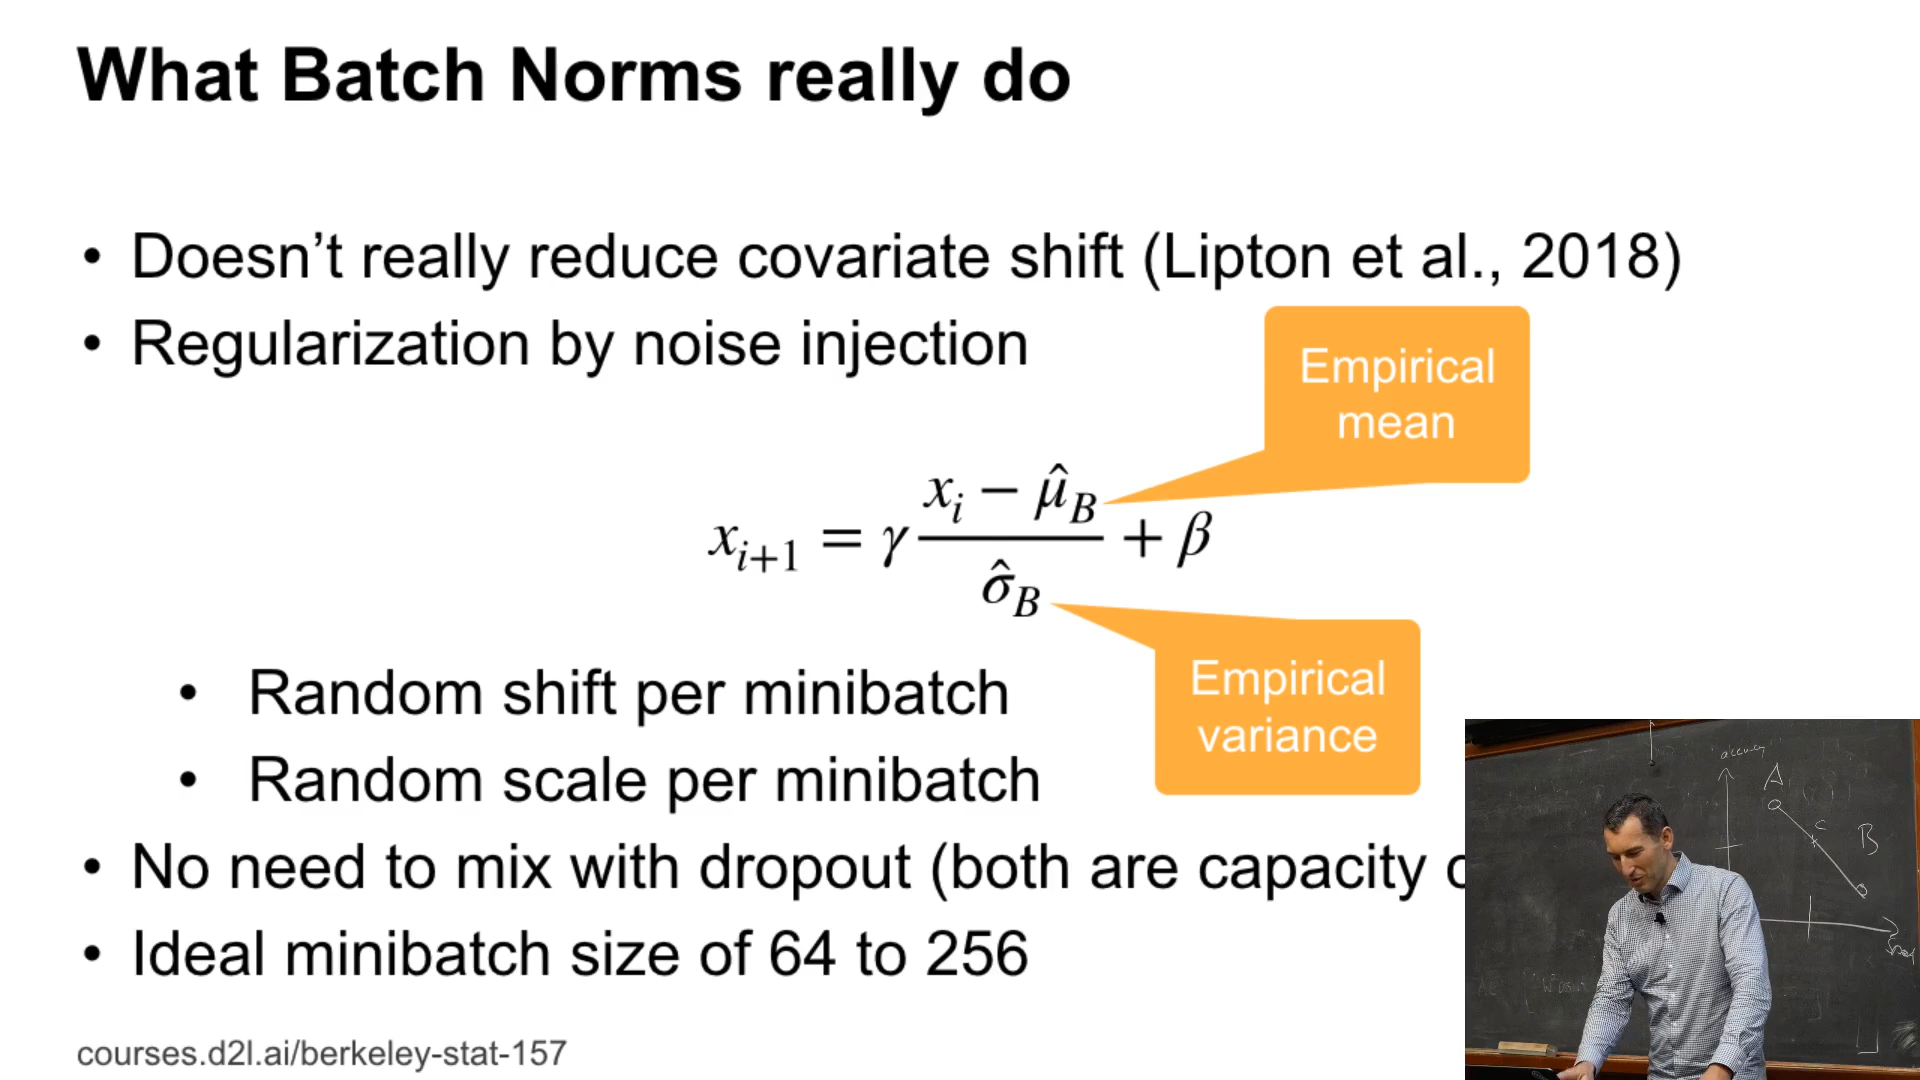 What Batch Norms really do
• Doesn’t really reduce covariate shift (Lipton et al., 2018)
• Regularization by noise injection
Empirical
mean
x_{i+1} = γ \frac{x_i − \hat{μ}_B}{\hat{σ}_B} + β
Empirical
variance
• Random shift per minibatch
• Random scale per minibatch
• No need to mix with dropout (both are capacity
• Ideal minibatch size of 64 to 256
courses.d2l.ai/berkeley-stat-157
A
c
B